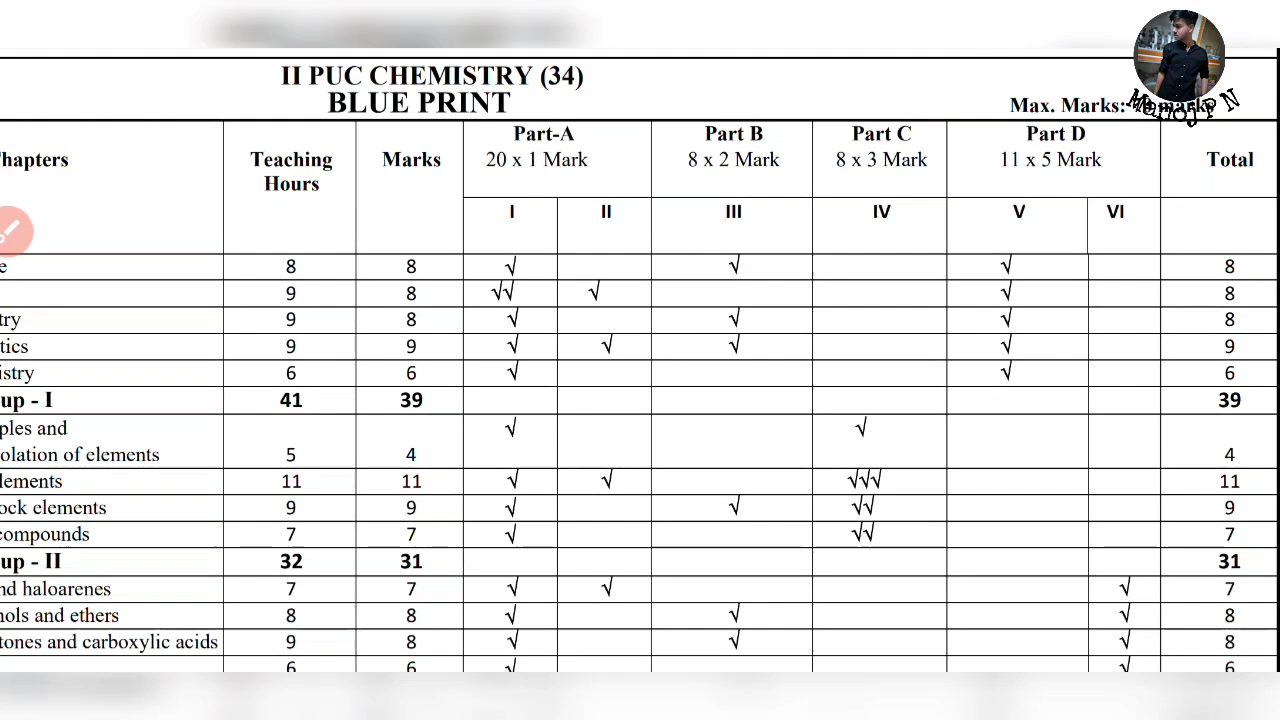 II PUC CHEMISTRY (34)
BLUE PRINT
Max. Marks:
Manoj P N
hapters Teaching Hours Marks Part-A 20 x 1 Mark Part B 8 x 2 Mark Part C 8 x 3 Mark Part D 11 x 5 Mark Total
I II III IV V VI
e 8 8 √ √ √ 8
9 8 √√ √ √ 8
try 9 8 √ √ √ 8
tics 9 9 √ √ √ √ 9
istry 6 6 √ √ 6
up - I 41 39 39
ples and √ √
olation of elements 5 4 4
lements 11 11 √ √ √√√ 11
ock elements 9 9 √ √ √√ 9
compounds 7 7 √ √√ 7
up - II 32 31 31
nd haloarenes 7 7 √ √ √ 7
nols and ethers 8 8 √ √ √ 8
tones and carboxylic acids 9 8 √ √ √ 8
6 6 √ √ 6